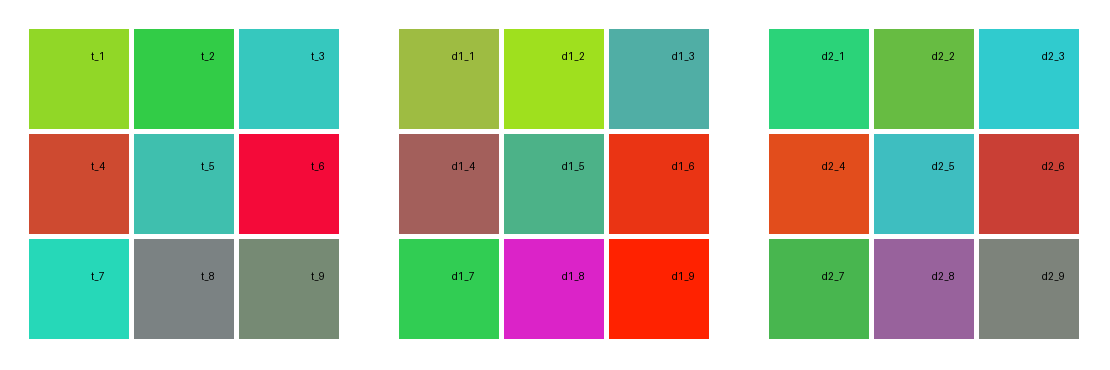 t_1 t_2 t_3 d1_1 d1_2 d1_3 d2_1 d2_2 d2_3
t_4 t_5 t_6 d1_4 d1_5 d1_6 d2_4 d2_5 d2_6
t_7 t_8 t_9 d1_7 d1_8 d1_9 d2_7 d2_8 d2_9